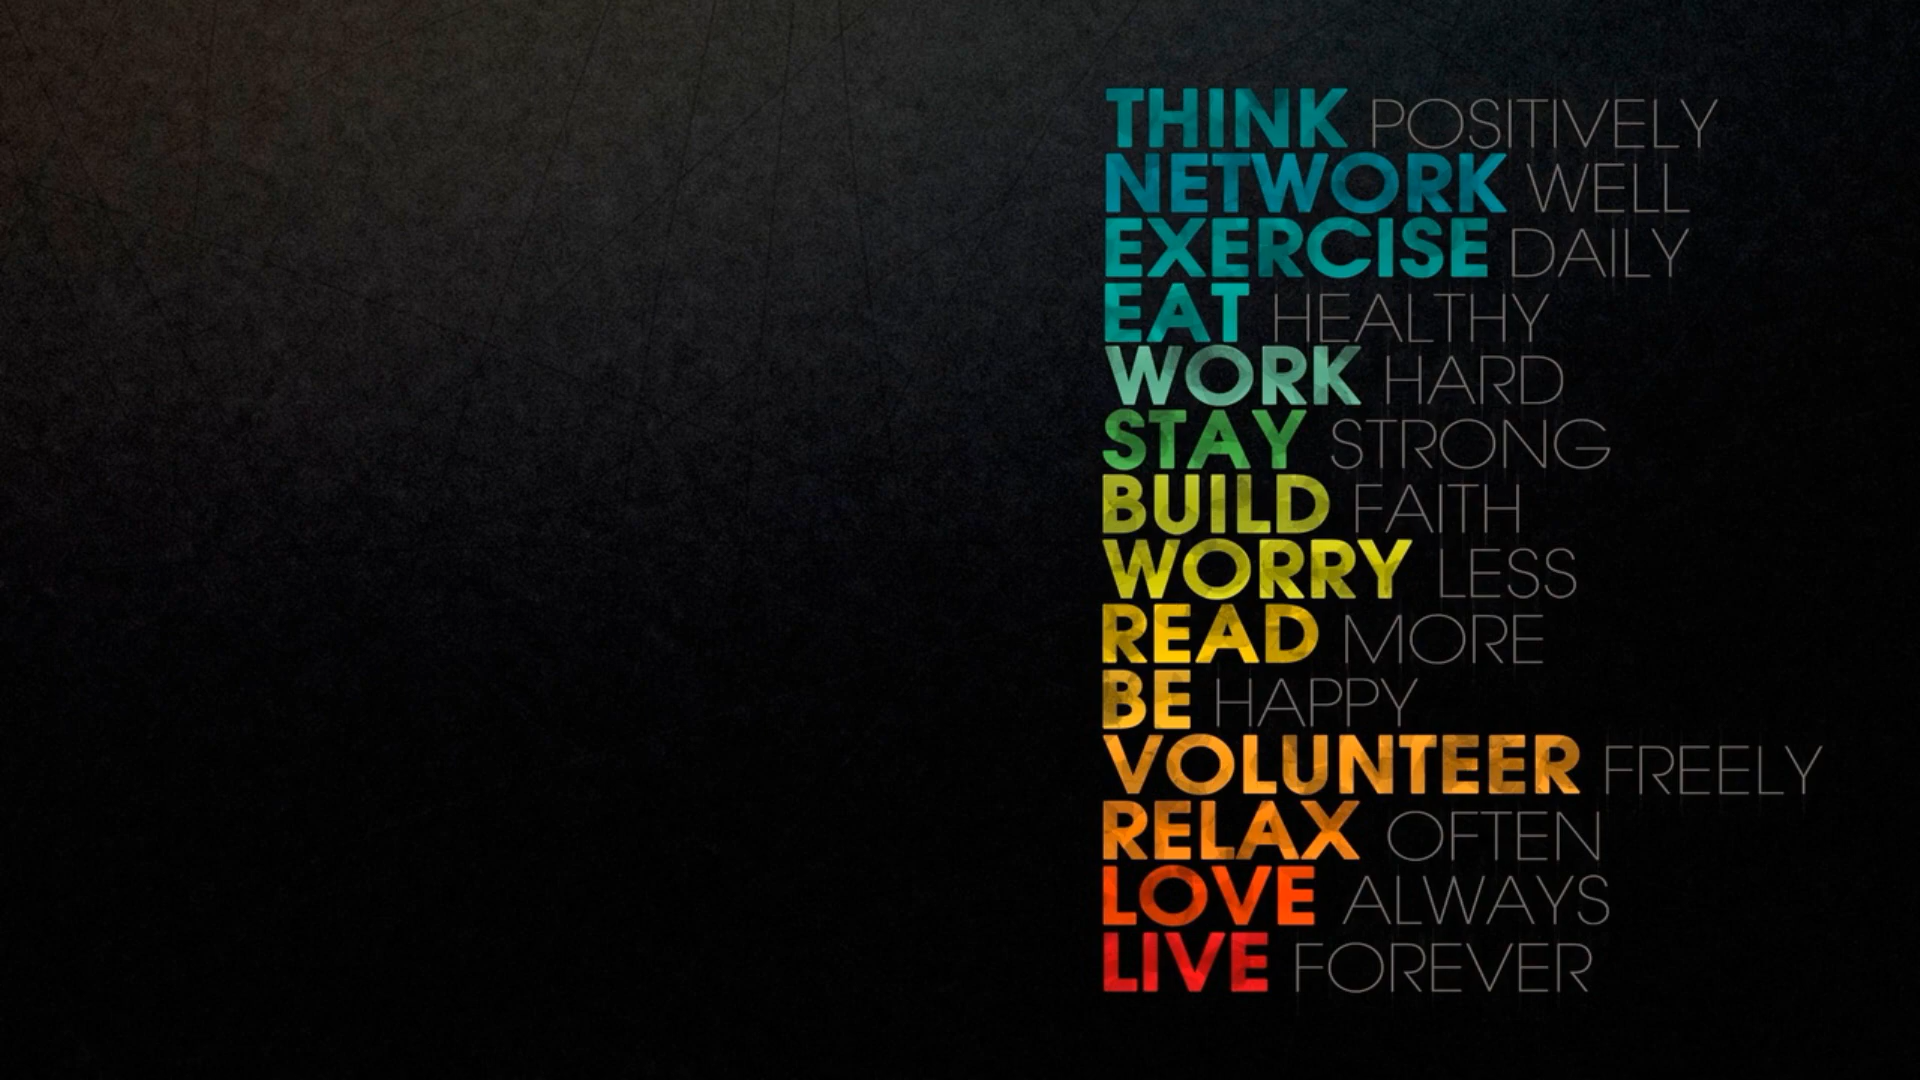 THINK POSITIVELY
NETWORK WELL
EXERCISE DAILY
EAT HEALTHY
WORK HARD
STAY STRONG
BUILD FAITH
WORRY LESS
READ MORE
BE HAPPY
VOLUNTEER FREELY
RELAX OFTEN
LOVE ALWAYS
LIVE FOREVER